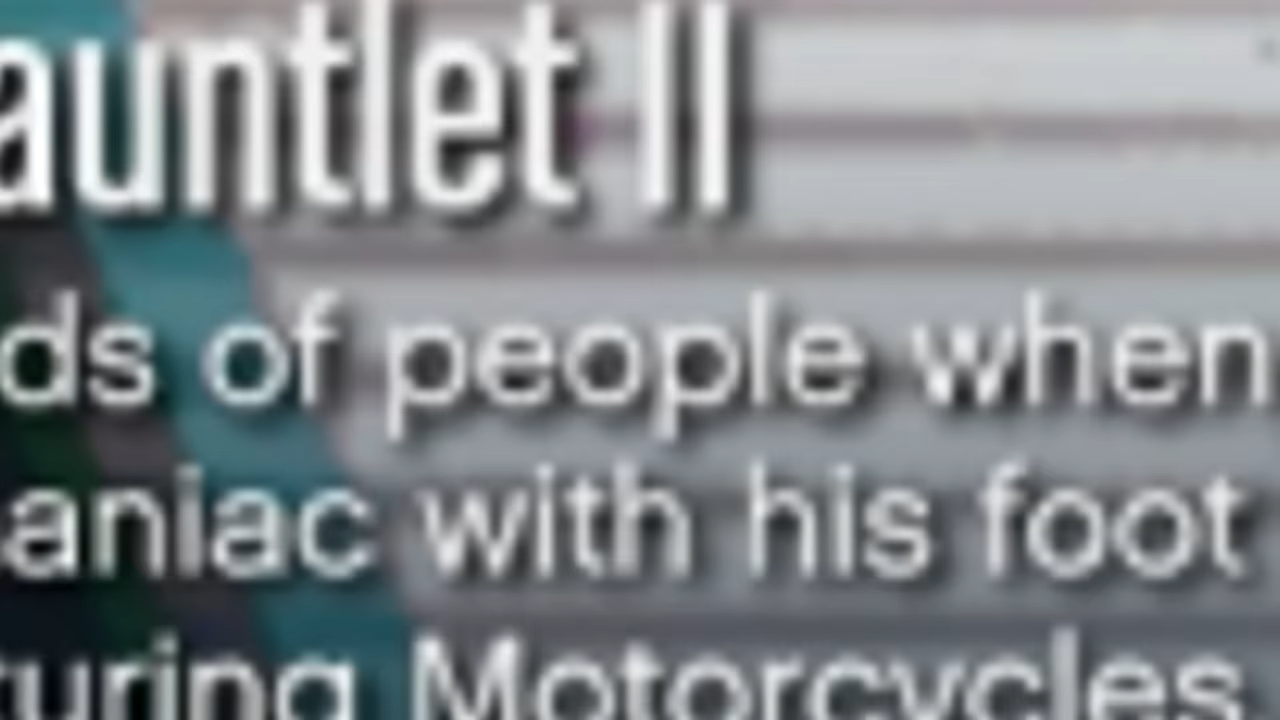 auntlet II
ds of people when
aniac with his foot
turing Motorcycles